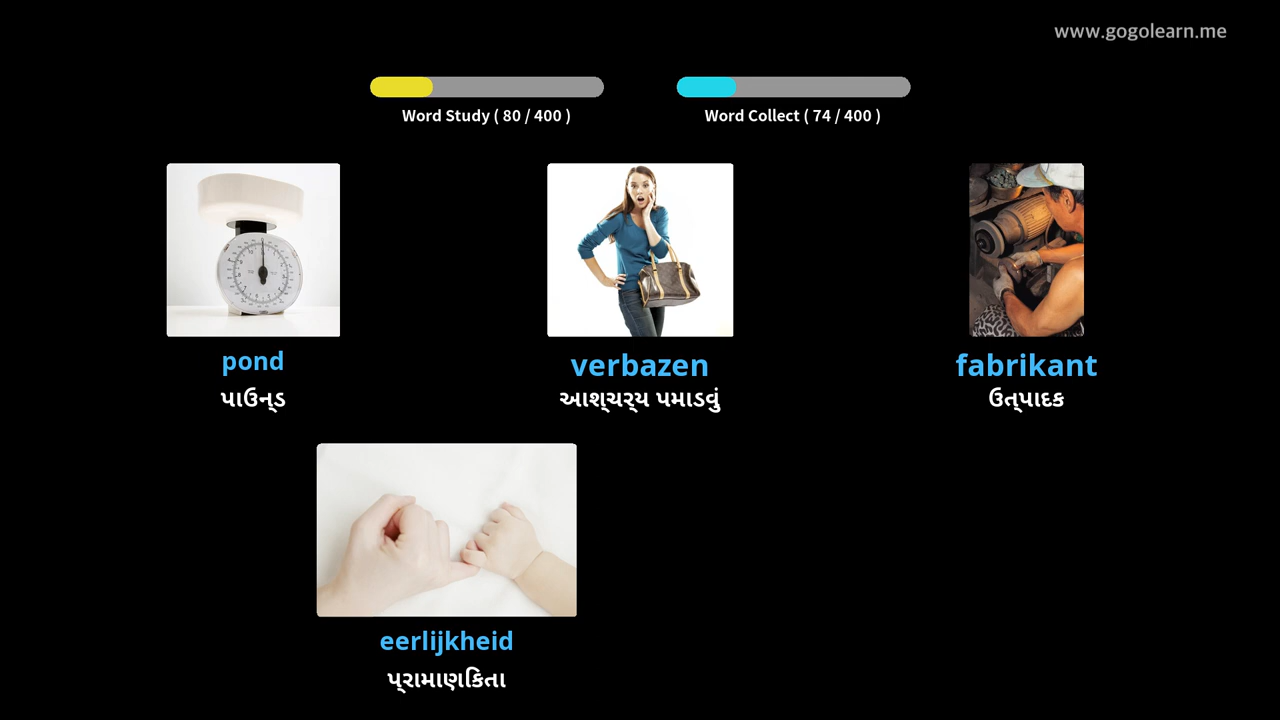 www.gogolearn.me
Word Study ( 80 / 400 )
Word Collect ( 74 / 400 )
pond
પાઉન્ડ
verbazen
આશ્ચર્ય પમાડવું
fabrikant
ઉત્પાદક
eerlijkheid
પ્રામાણિકતા